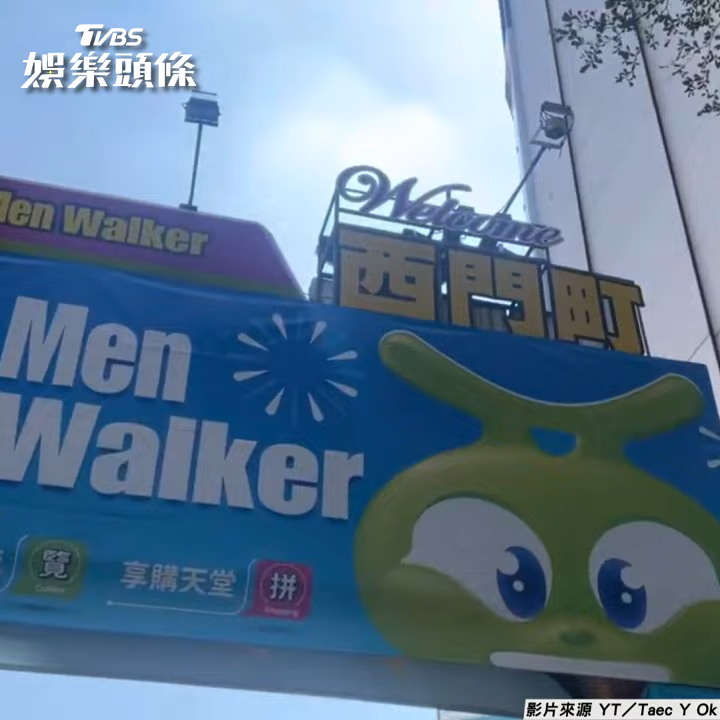 TVBS
娛樂頭條
Welcome
西門町
Men Walker
Men
Walker
覽
享購天堂
拼
影片來源 YT／Taec Y Ok